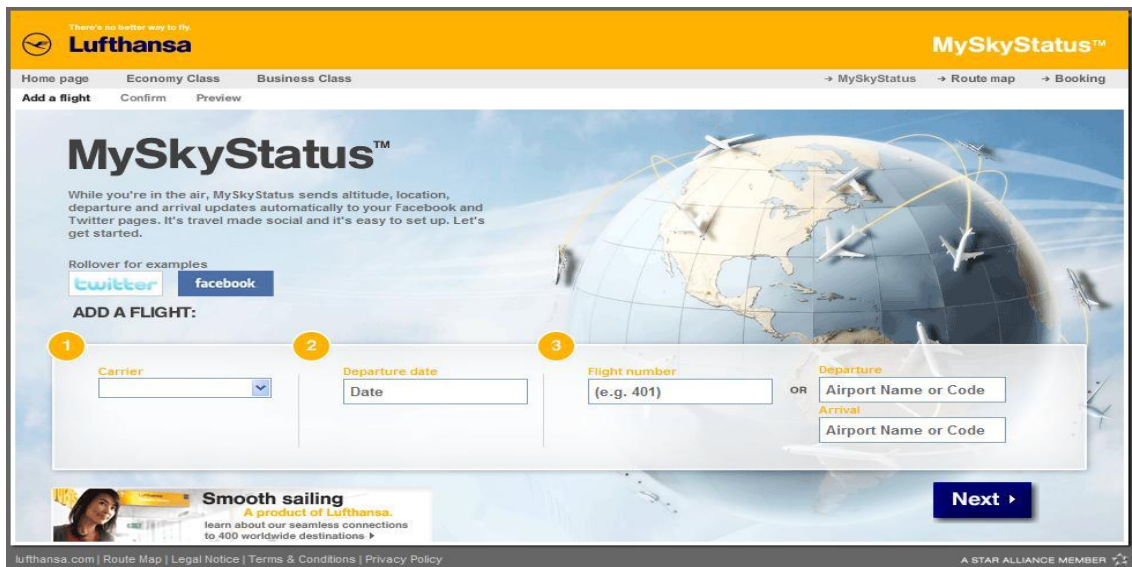 There's no better way to fly.
Lufthansa
MySkyStatus™
Home page Economy Class Business Class → MySkyStatus → Route map → Booking
Add a flight Confirm Preview
MySkyStatus™
While you're in the air, MySkyStatus sends altitude, location,
departure and arrival updates automatically to your Facebook and
Twitter pages. It's travel made social and it's easy to set up. Let's
get started.
Rollover for examples
twitter facebook
ADD A FLIGHT:
1 2 3
Carrier Departure date Flight number Departure
Date (e.g. 401) OR Airport Name or Code
Arrival
Airport Name or Code
Smooth sailing
A product of Lufthansa.
learn about our seamless connections
to 400 worldwide destinations
Next
lufthansa.com | Route Map | Legal Notice | Terms & Conditions | Privacy Policy A STAR ALLIANCE MEMBER